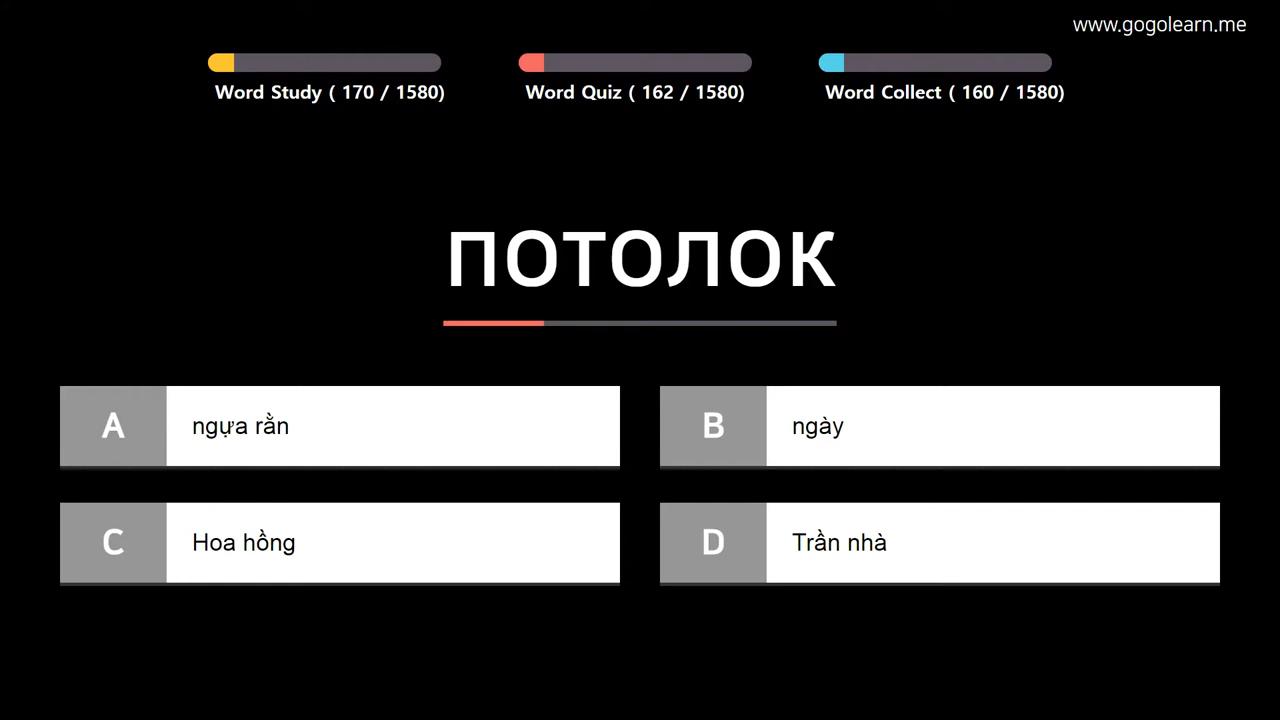 www.gogolearn.me
Word Study ( 170 / 1580)
Word Quiz ( 162 / 1580)
Word Collect ( 160 / 1580)
ПОТОЛОК
A ngựa rằn
B ngày
C Hoa hồng
D Trần nhà